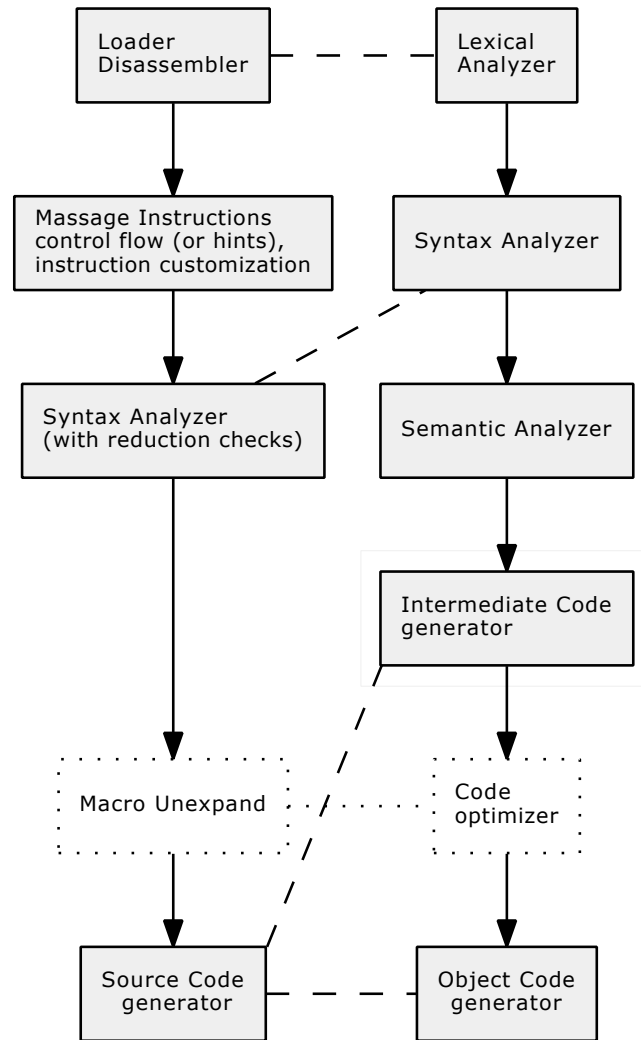 Loader
Disassembler
Lexical
Analyzer
Massage Instructions
control flow (or hints),
instruction customization
Syntax Analyzer
Syntax Analyzer
(with reduction checks)
Semantic Analyzer
Intermediate Code
generator
Macro Unexpand
Code
optimizer
Source Code
generator
Object Code
generator